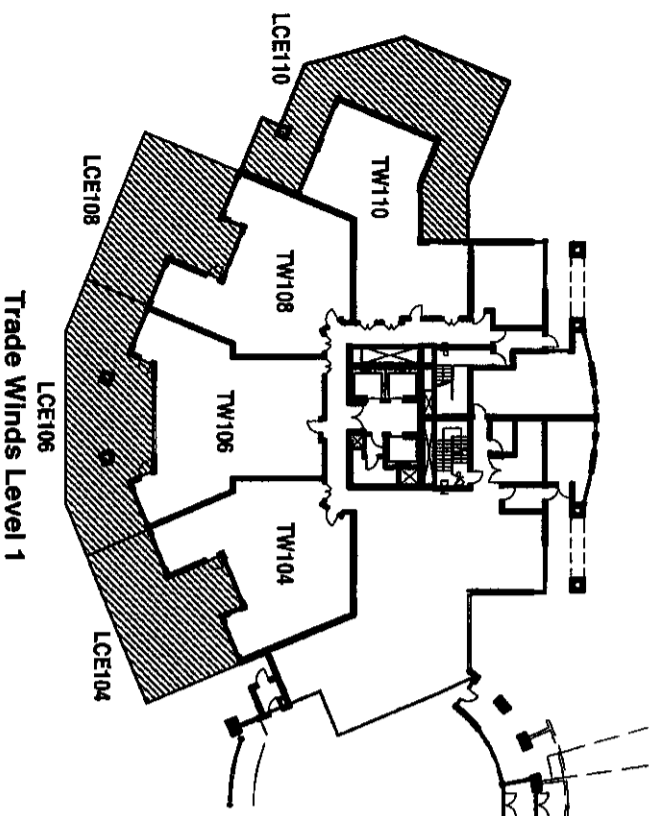 LCE110
TW110
LCE108
TW108
LCE106
TW106
LCE104
TW104
Trade Winds Level 1